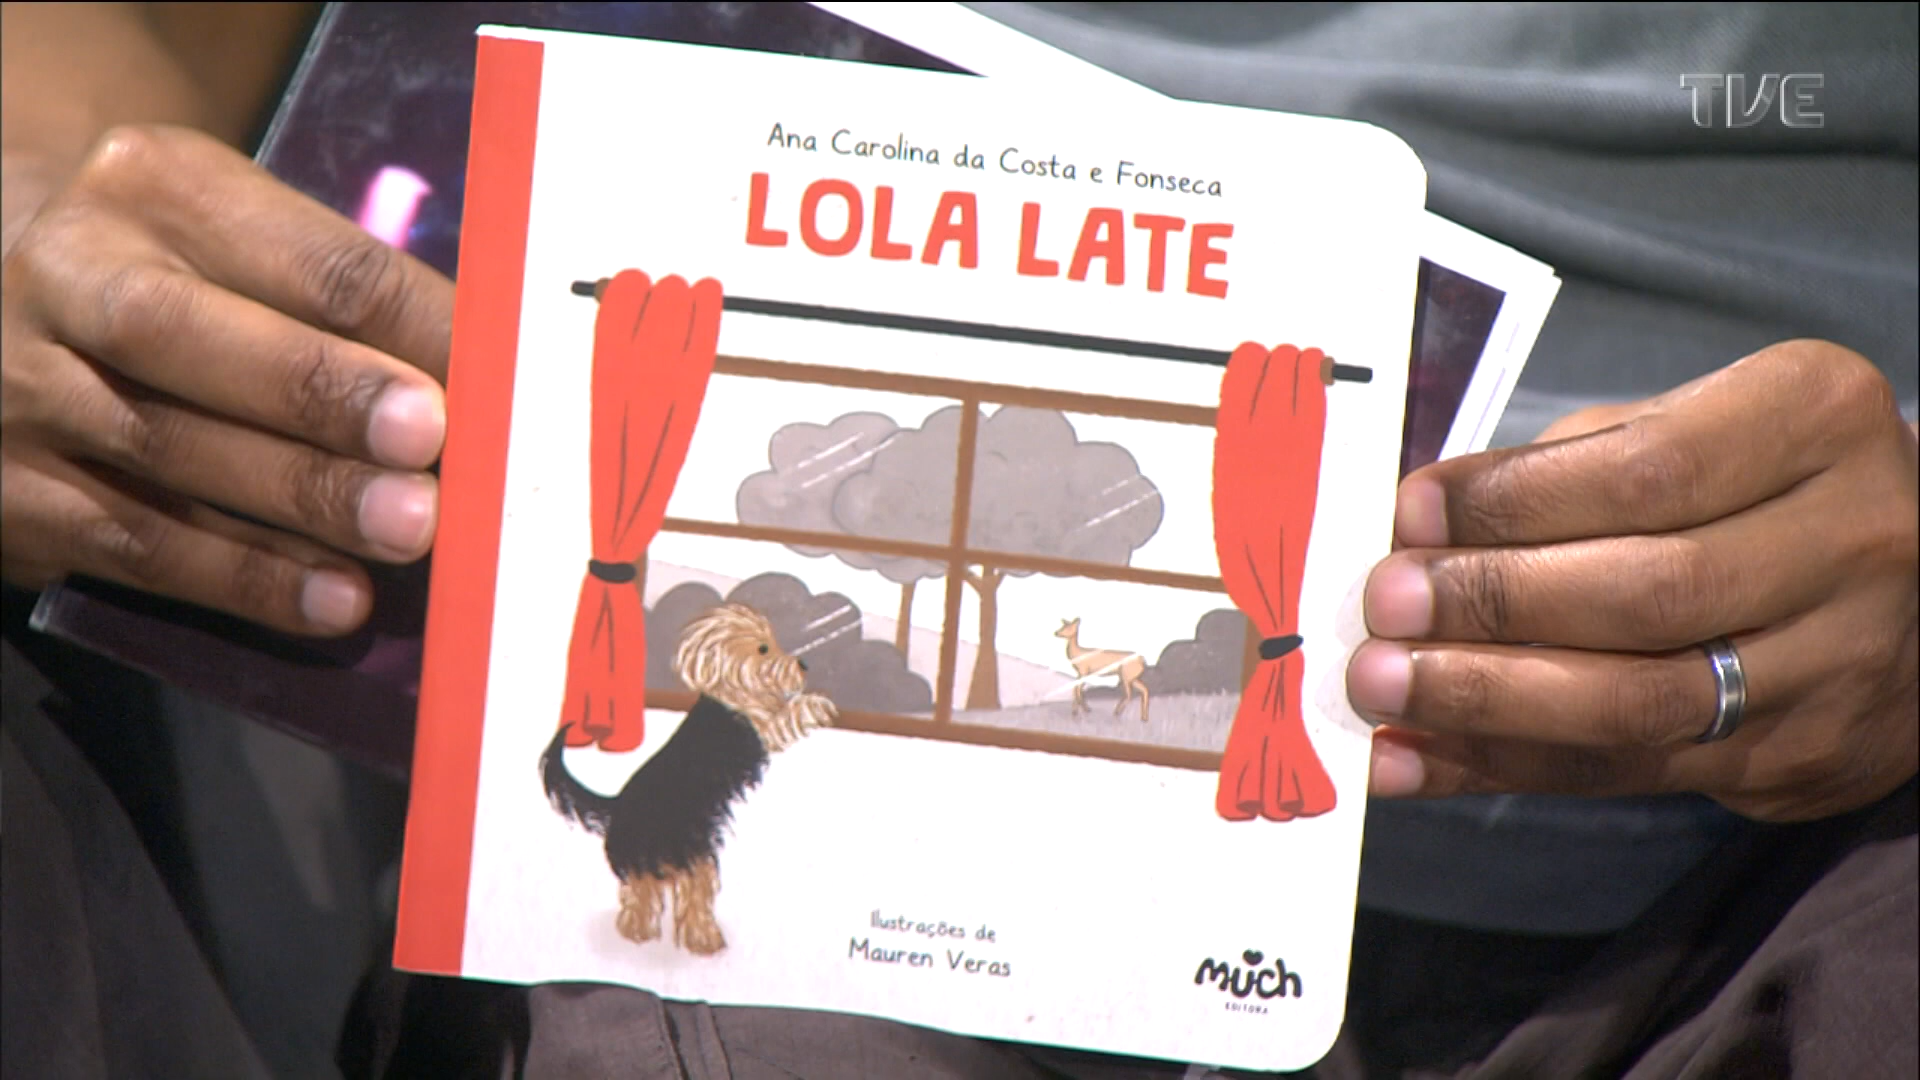 TVE
Ana Carolina da Costa e Fonseca
LOLA LATE
Ilustrações de
Mauren Veras
much
EDITORA